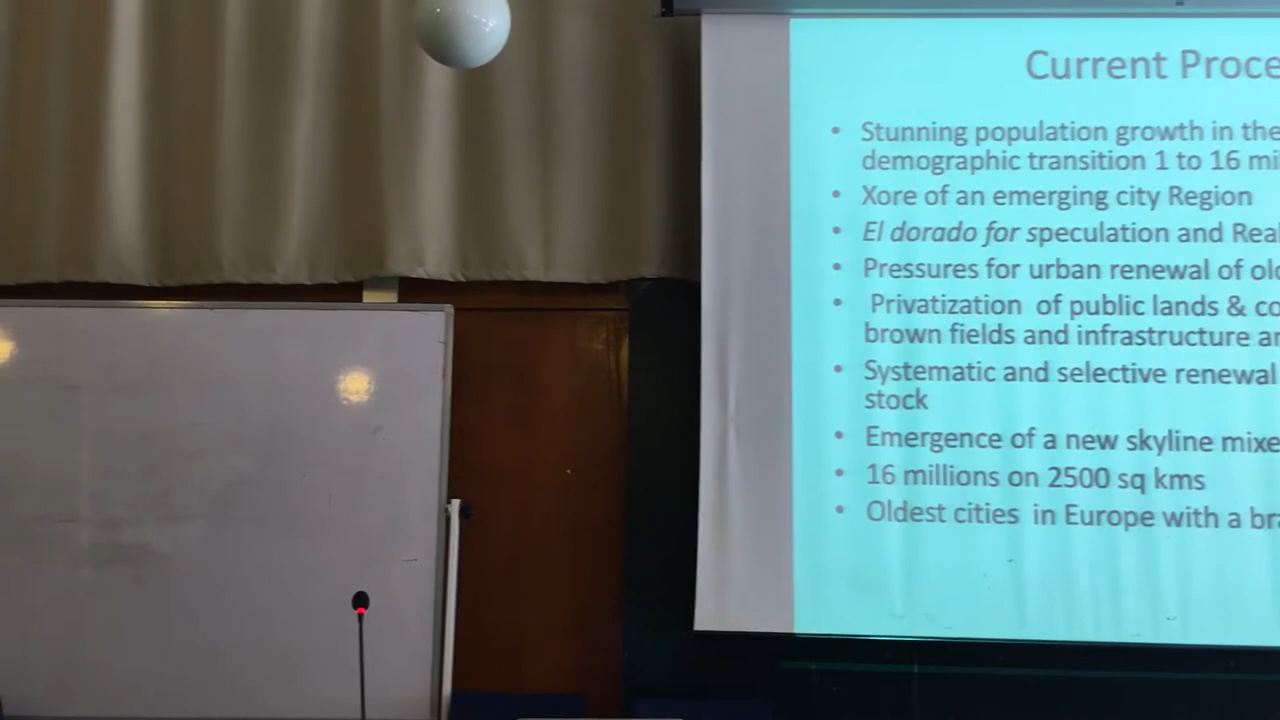 Current Proce
• Stunning population growth in the
demographic transition 1 to 16 mi
• Xore of an emerging city Region
• El dorado for speculation and Real
• Pressures for urban renewal of old
• Privatization of public lands & co
brown fields and infrastructure an
• Systematic and selective renewal
stock
• Emergence of a new skyline mixe
• 16 millions on 2500 sq kms
• Oldest cities in Europe with a bra